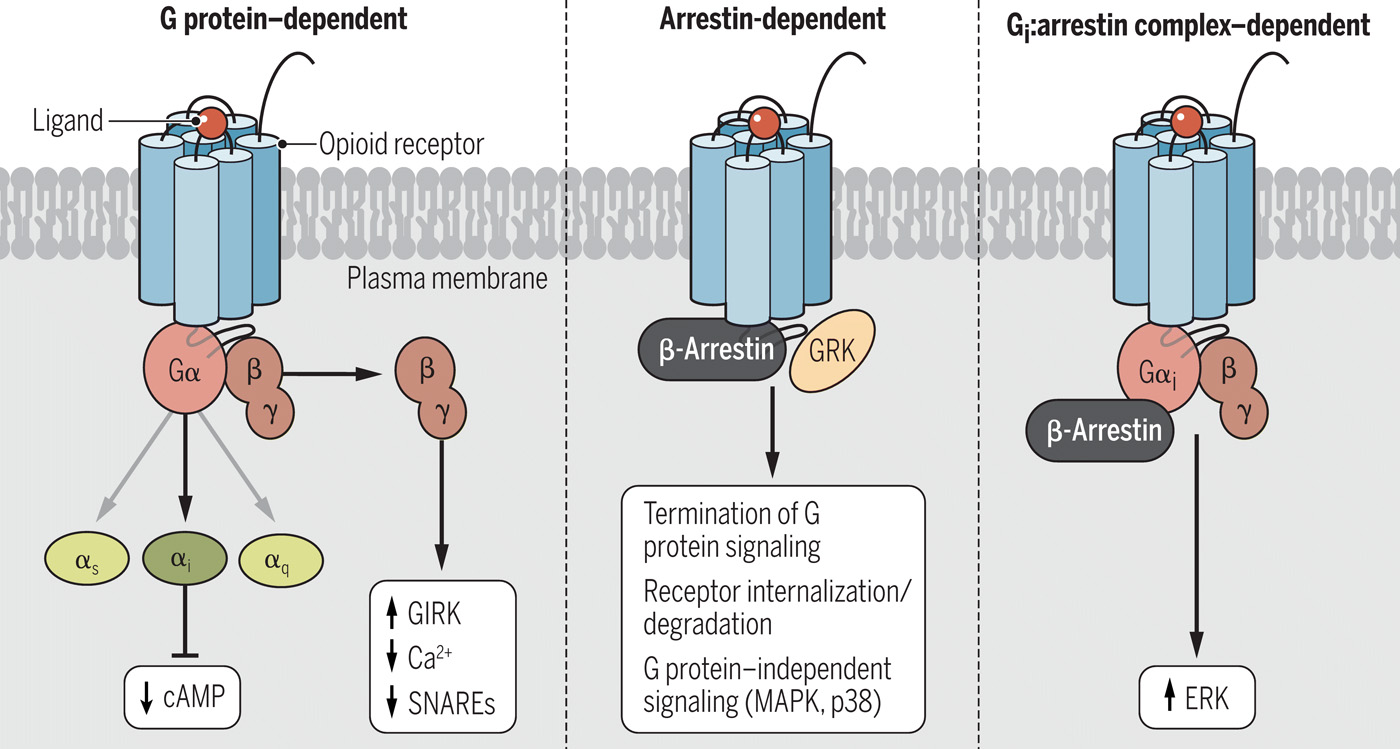 G protein–dependent
Ligand
Opioid receptor
Plasma membrane
Gα
β
γ
β
γ
αs
αi
αq
↓ cAMP
↑ GIRK
↓ Ca²⁺
↓ SNAREs
Arrestin-dependent
β-Arrestin
GRK
Termination of G
protein signaling
Receptor internalization/
degradation
G protein–independent
signaling (MAPK, p38)
Gi:arrestin complex–dependent
Gαi
β
γ
β-Arrestin
↑ ERK